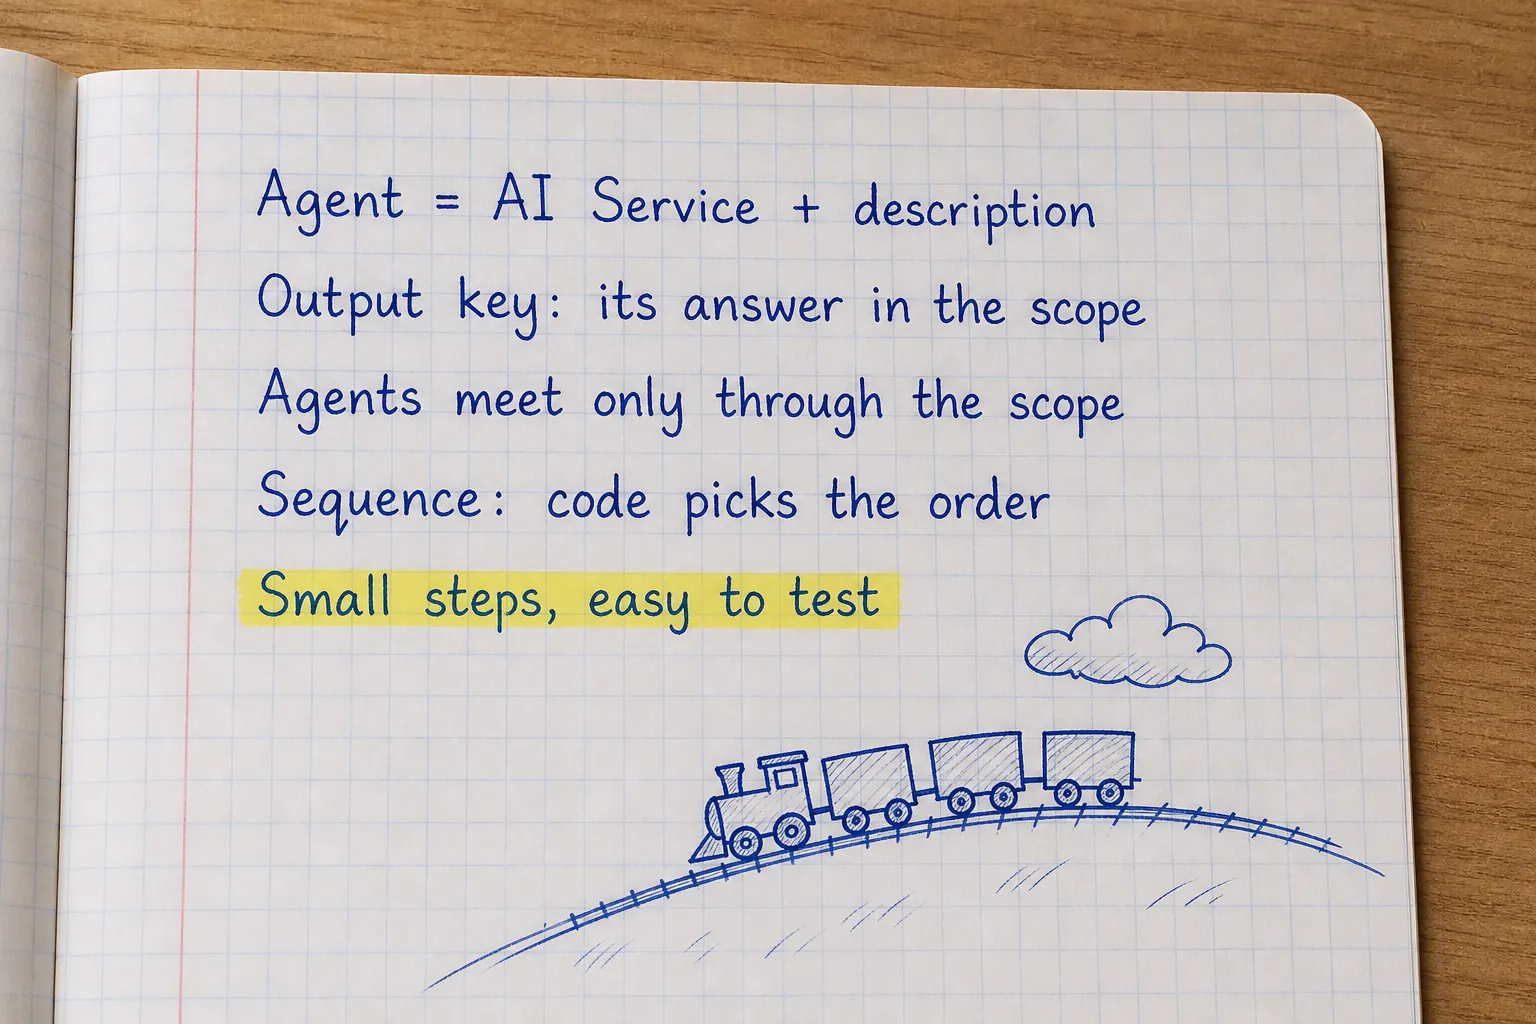 Agent = AI Service + description
Output key: its answer in the scope
Agents meet only through the scope
Sequence: code picks the order
Small steps, easy to test